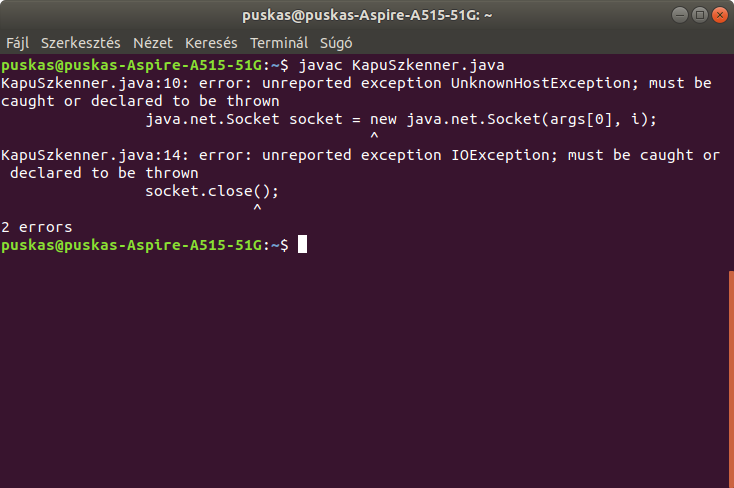 puskas@puskas-Aspire-A515-51G: ~
Fájl Szerkesztés Nézet Keresés Terminál Súgó
puskas@puskas-Aspire-A515-51G:~$ javac KapuSzkenner.java
KapuSzkenner.java:10: error: unreported exception UnknownHostException; must be
caught or declared to be thrown
                java.net.Socket socket = new java.net.Socket(args[0], i);
                                         ^
KapuSzkenner.java:14: error: unreported exception IOException; must be caught or
 declared to be thrown
                socket.close();
                            ^
2 errors
puskas@puskas-Aspire-A515-51G:~$